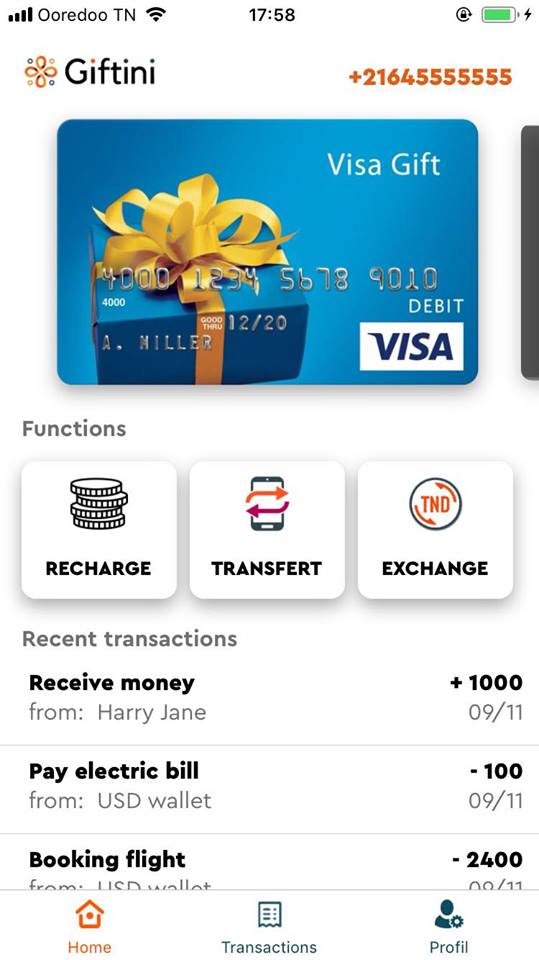 Ooredoo TN 17:58
Giftini +21645555555
Visa Gift
4000 1234 5678 9010
4000 DEBIT
GOOD THRU 12/20
A. MILLER VISA
Functions
TND
RECHARGE TRANSFERT EXCHANGE
Recent transactions
Receive money + 1000
from: Harry Jane 09/11
Pay electric bill - 100
from: USD wallet 09/11
Booking flight - 2400
from: USD wallet 09/11
Home Transactions Profil